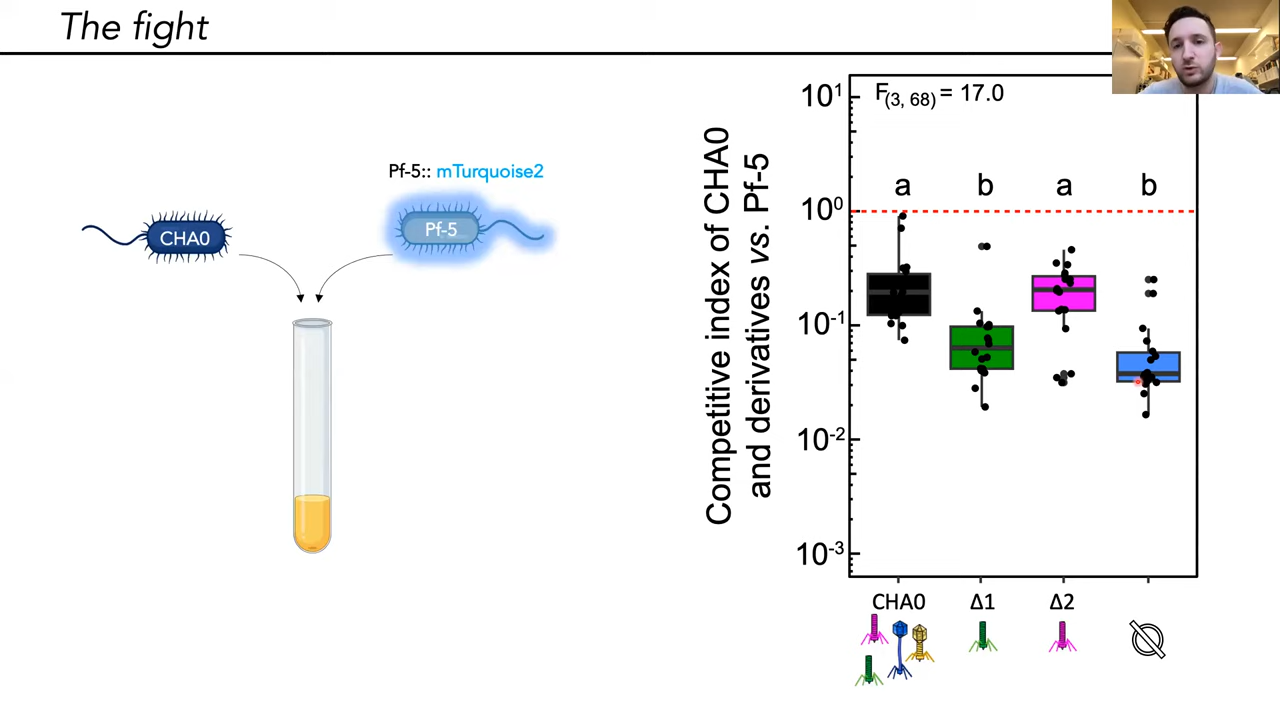 The fight
Pf-5:: mTurquoise2
CHA0
Pf-5
Competitive index of CHA0
and derivatives vs. Pf-5
F(3, 68) = 17.0
a b a b
10¹
10⁰
10⁻¹
10⁻²
10⁻³
CHA0 Δ1 Δ2